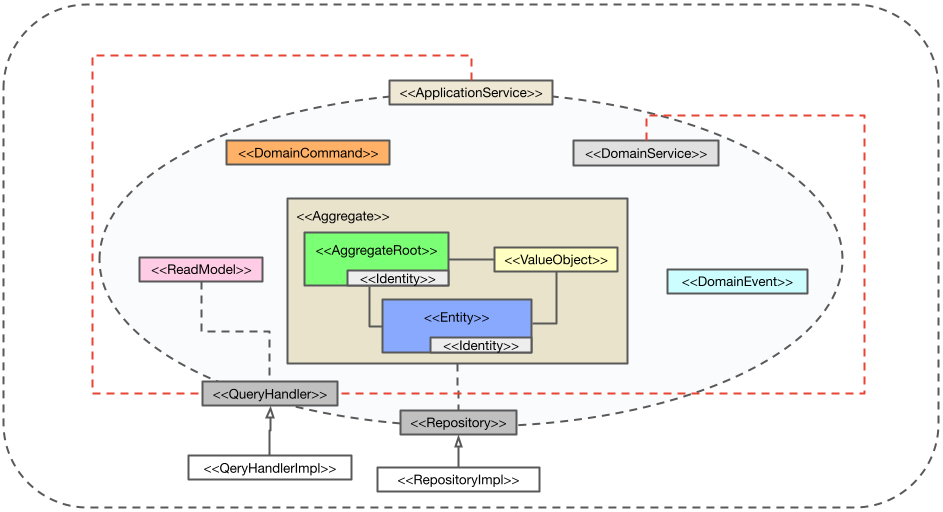 <<ApplicationService>>
<<DomainCommand>>
<<DomainService>>
<<Aggregate>>
<<AggregateRoot>>
<<ValueObject>>
<<ReadModel>>
<<Identity>>
<<DomainEvent>>
<<Entity>>
<<Identity>>
<<QueryHandler>>
<<Repository>>
<<QeryHandlerImpl>>
<<RepositoryImpl>>